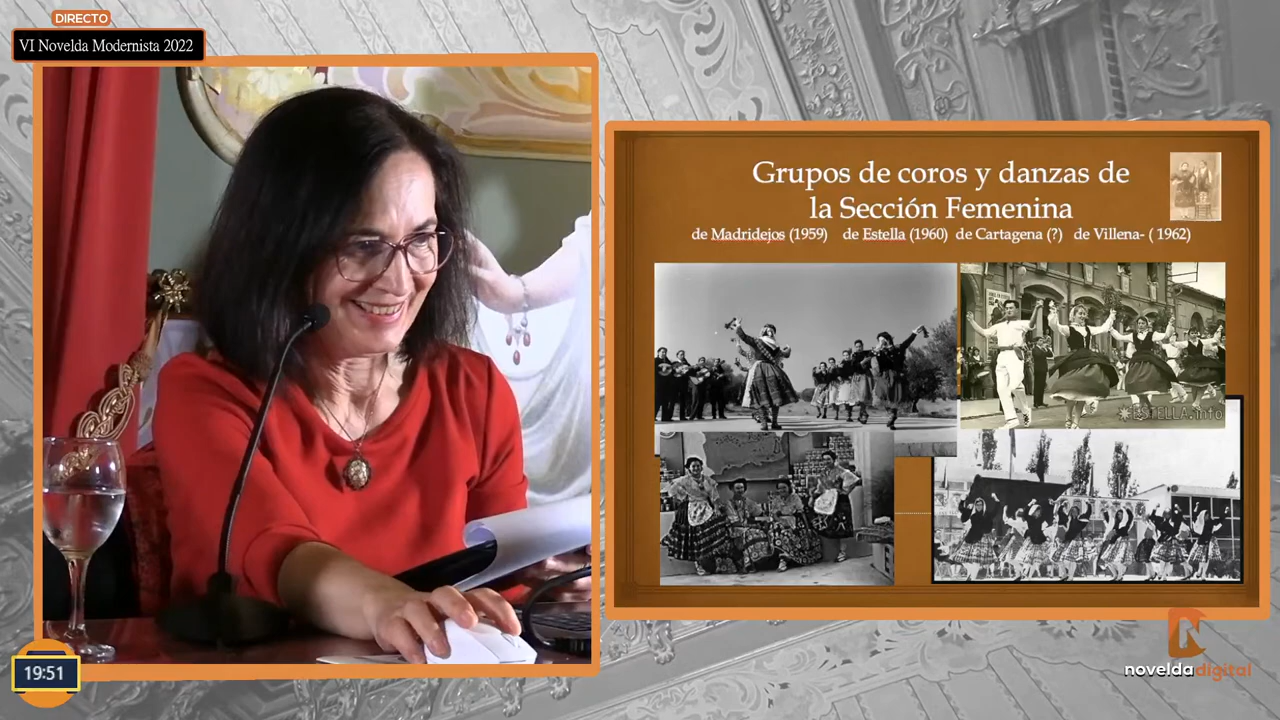 DIRECTO
VI Novelda Modernista 2022
Grupos de coros y danzas de
la Sección Femenina
de Madridejos (1959) de Estella (1960) de Cartagena (?) de Villena- ( 1962)
ESTELLA.info
19:51
noveldadigital